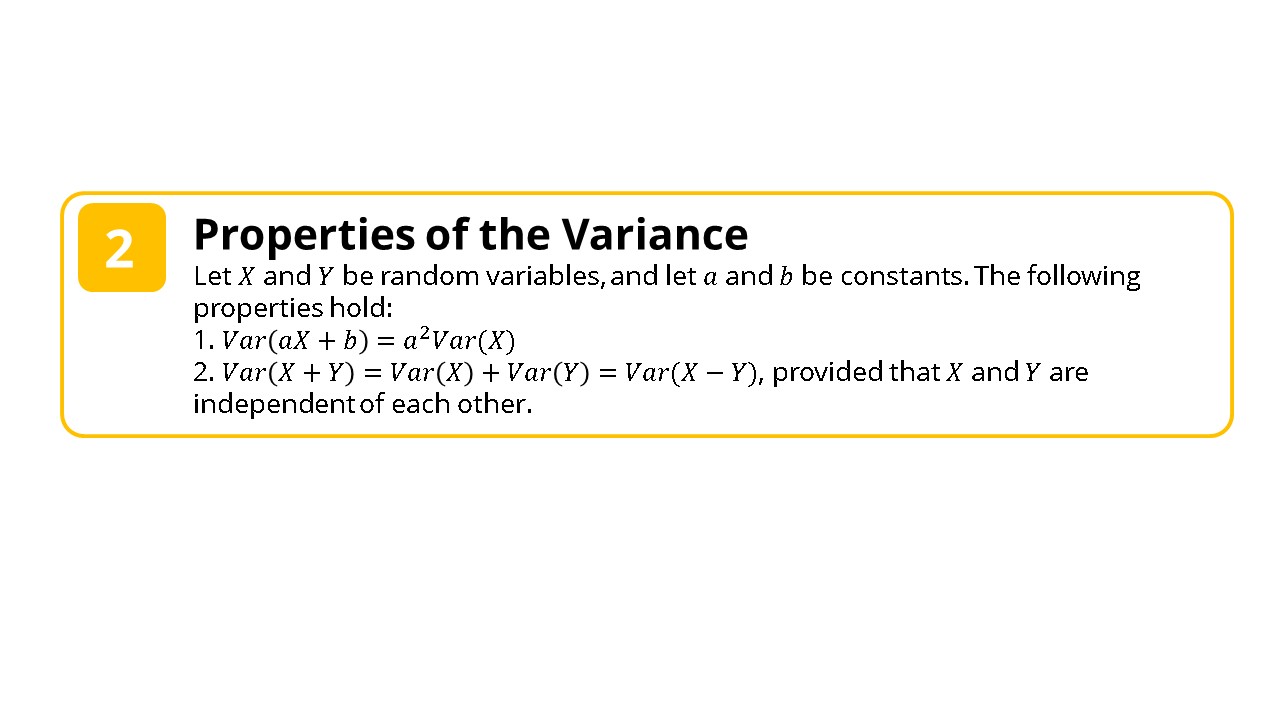 2
Properties of the Variance
Let 𝑋 and 𝑌 be random variables, and let 𝑎 and 𝑏 be constants. The following
properties hold:
1. 𝑉𝑎𝑟(𝑎𝑋 + 𝑏) = 𝑎²𝑉𝑎𝑟(𝑋)
2. 𝑉𝑎𝑟(𝑋 + 𝑌) = 𝑉𝑎𝑟(𝑋) + 𝑉𝑎𝑟(𝑌) = 𝑉𝑎𝑟(𝑋 − 𝑌), provided that 𝑋 and 𝑌 are
independent of each other.